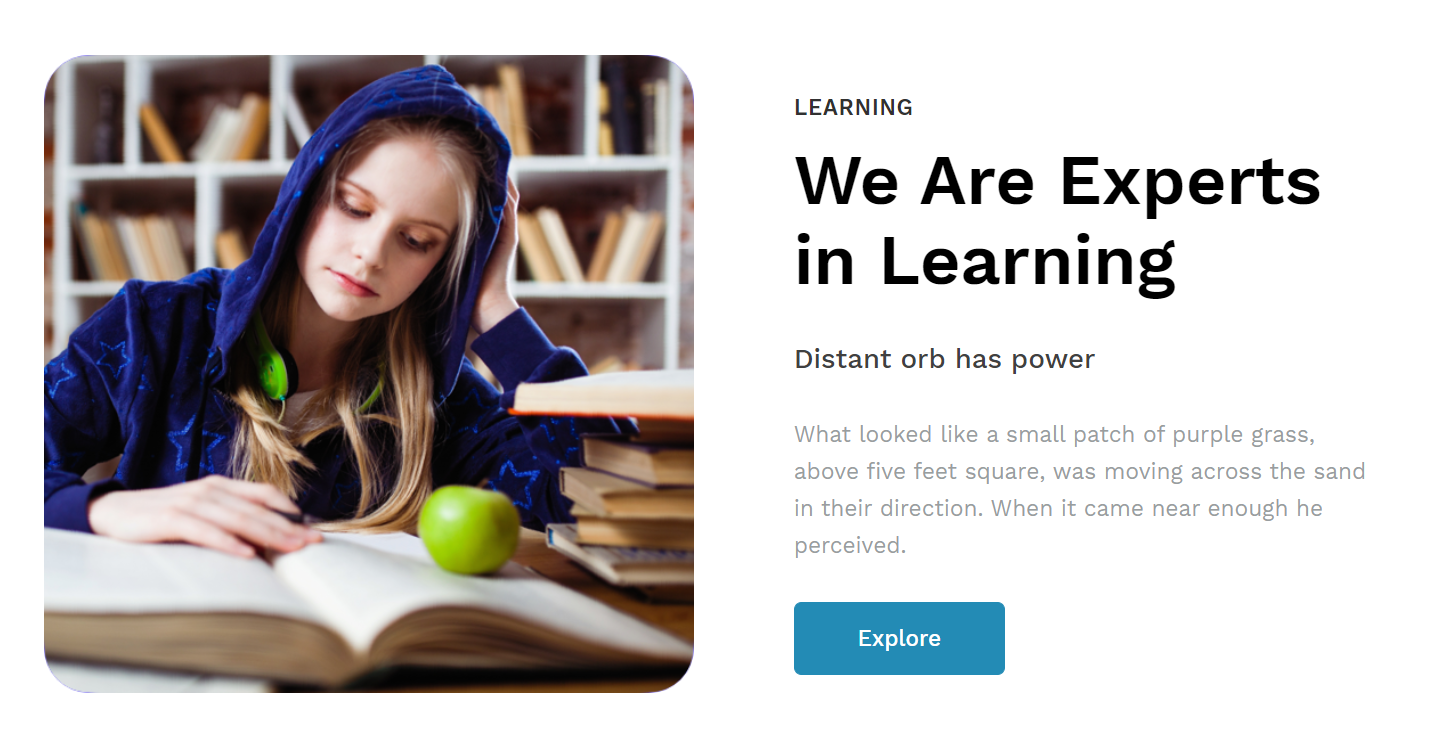 LEARNING
We Are Experts
in Learning
Distant orb has power
What looked like a small patch of purple grass,
above five feet square, was moving across the sand
in their direction. When it came near enough he
perceived.
Explore